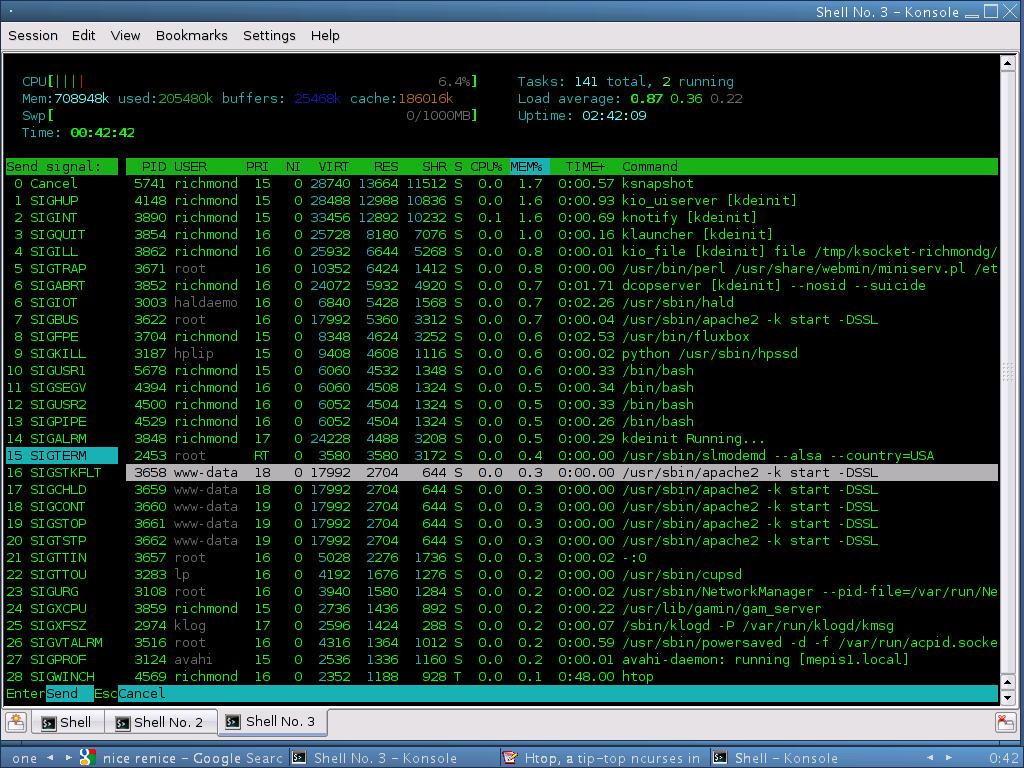 Shell No. 3 - Konsole
Session Edit View Bookmarks Settings Help
CPU[|||| 6.4%] Tasks: 141 total, 2 running
Mem:708948k used:205480k buffers: 25468k cache:186016k Load average: 0.87 0.36 0.22
Swp[ 0/1000MB] Uptime: 02:42:09
Time: 00:42:42
Send signal: PID USER PRI NI VIRT RES SHR S CPU% MEM% TIME+ Command
0 Cancel 5741 richmond 15 0 28740 13664 11512 S 0.0 1.7 0:00.57 ksnapshot
1 SIGHUP 4148 richmond 15 0 28488 12988 10836 S 0.0 1.6 0:00.93 kio_uiserver [kdeinit]
2 SIGINT 3890 richmond 15 0 33456 12892 10232 S 0.1 1.6 0:00.69 knotify [kdeinit]
3 SIGQUIT 3854 richmond 16 0 25728 8180 7076 S 0.0 1.0 0:00.16 klauncher [kdeinit]
4 SIGILL 3862 richmond 16 0 25932 6644 5268 S 0.0 0.8 0:00.01 kio_file [kdeinit] file /tmp/ksocket-richmondg/
5 SIGTRAP 3671 root 16 0 10352 6424 1412 S 0.0 0.8 0:00.00 /usr/bin/perl /usr/share/webmin/miniserv.pl /et
6 SIGABRT 3852 richmond 16 0 24072 5932 4920 S 0.0 0.7 0:01.71 dcopserver [kdeinit] --nosid --suicide
6 SIGIOT 3003 haldaemo 16 0 6840 5428 1568 S 0.0 0.7 0:02.26 /usr/sbin/hald
7 SIGBUS 3622 root 16 0 17992 5360 3312 S 0.0 0.7 0:00.04 /usr/sbin/apache2 -k start -DSSL
8 SIGFPE 3704 richmond 15 0 8348 4624 3252 S 0.0 0.6 0:02.53 /usr/bin/fluxbox
9 SIGKILL 3187 hplip 15 0 9408 4608 1116 S 0.0 0.6 0:00.02 python /usr/sbin/hpssd
10 SIGUSR1 5678 richmond 15 0 6060 4532 1348 S 0.0 0.6 0:00.33 /bin/bash
11 SIGSEGV 4394 richmond 16 0 6060 4508 1324 S 0.0 0.5 0:00.34 /bin/bash
12 SIGUSR2 4500 richmond 16 0 6052 4504 1324 S 0.0 0.5 0:00.33 /bin/bash
13 SIGPIPE 4529 richmond 16 0 6052 4504 1324 S 0.0 0.5 0:00.26 /bin/bash
14 SIGALRM 3848 richmond 17 0 24228 4488 3208 S 0.0 0.5 0:00.29 kdeinit Running...
15 SIGTERM 2453 root RT 0 3580 3580 3172 S 0.0 0.4 0:00.00 /usr/sbin/slmodemd --alsa --country=USA
16 SIGSTKFLT 3658 www-data 18 0 17992 2704 644 S 0.0 0.3 0:00.00 /usr/sbin/apache2 -k start -DSSL
17 SIGCHLD 3659 www-data 18 0 17992 2704 644 S 0.0 0.3 0:00.00 /usr/sbin/apache2 -k start -DSSL
18 SIGCONT 3660 www-data 19 0 17992 2704 644 S 0.0 0.3 0:00.00 /usr/sbin/apache2 -k start -DSSL
19 SIGSTOP 3661 www-data 19 0 17992 2704 644 S 0.0 0.3 0:00.00 /usr/sbin/apache2 -k start -DSSL
20 SIGTSTP 3662 www-data 19 0 17992 2704 644 S 0.0 0.3 0:00.00 /usr/sbin/apache2 -k start -DSSL
21 SIGTTIN 3657 root 16 0 5028 2276 1736 S 0.0 0.3 0:00.02 -:0
22 SIGTTOU 3283 lp 16 0 4192 1676 1276 S 0.0 0.2 0:00.00 /usr/sbin/cupsd
23 SIGURG 3108 root 16 0 3940 1580 1284 S 0.0 0.2 0:00.00 /usr/sbin/NetworkManager --pid-file=/var/run/Ne
24 SIGXCPU 3859 richmond 15 0 2736 1436 892 S 0.0 0.2 0:00.22 /usr/lib/gamin/gam_server
25 SIGXFSZ 2974 klog 17 0 2596 1424 288 S 0.0 0.2 0:00.07 /sbin/klogd -P /var/run/klogd/kmsg
26 SIGVTALRM 3516 root 16 0 4316 1364 1012 S 0.0 0.2 0:00.59 /usr/sbin/powersaved -d -f /var/run/acpid.socke
27 SIGPROF 3124 avahi 15 0 2536 1336 1160 S 0.0 0.2 0:00.01 avahi-daemon: running [mepis1.local]
28 SIGWINCH 4569 richmond 16 0 2352 1188 928 T 0.0 0.1 0:48.00 htop
EnterSend EscCancel
Shell Shell No. 2 Shell No. 3
one nice renice - Google Searc Shell No. 3 - Konsole Htop, a tip-top ncurses in Shell - Konsole 0:42